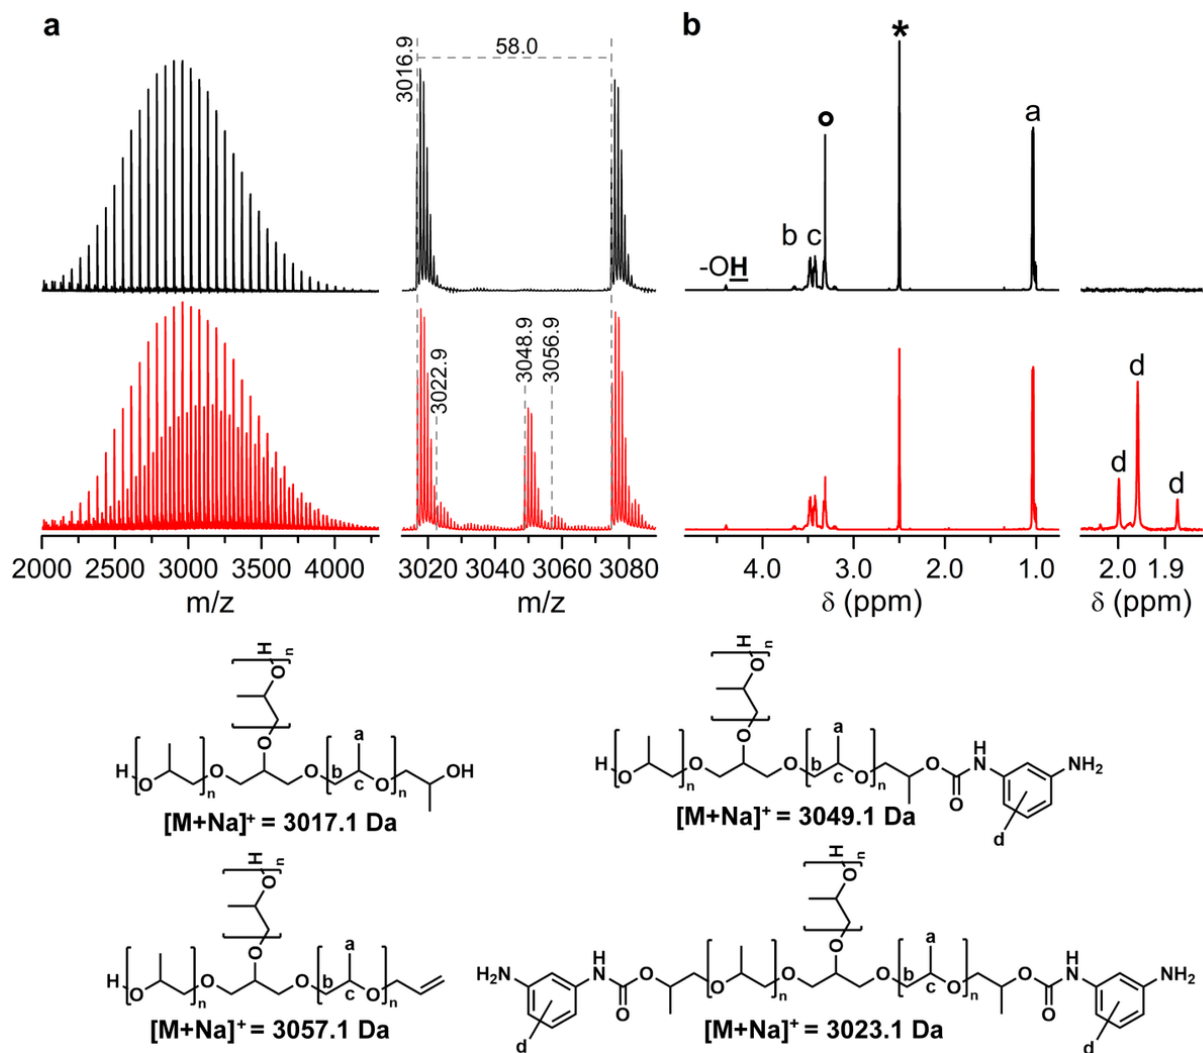 a
b
3016.9
58.0
*
a
b
c
-OH
3022.9
3048.9
3056.9
d
d
d
2000 2500 3000 3500 4000
m/z
3020 3040 3060 3080
m/z
4.0 3.0 2.0 1.0
δ (ppm)
2.0 1.9
δ (ppm)
H
n
O
O
a
H O n O O b c O n OH
[M+Na]⁺ = 3017.1 Da
H
n
O
O
a
H O n O O b c O n O O N H NH₂
d
[M+Na]⁺ = 3049.1 Da
H
n
O
O
a
H O n O O b c O n
[M+Na]⁺ = 3057.1 Da
H
n
O
O
a
H₂N H N O O O n O O b c O n O O N H NH₂
d
d
[M+Na]⁺ = 3023.1 Da